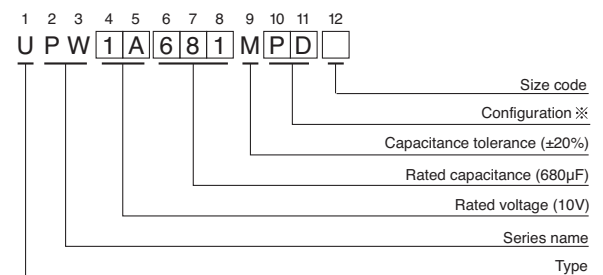 1 2 3 4 5 6 7 8 9 10 11 12
U P W 1 A 6 8 1 M P D
Size code
Configuration ※
Capacitance tolerance (±20%)
Rated capacitance (680µF)
Rated voltage (10V)
Series name
Type